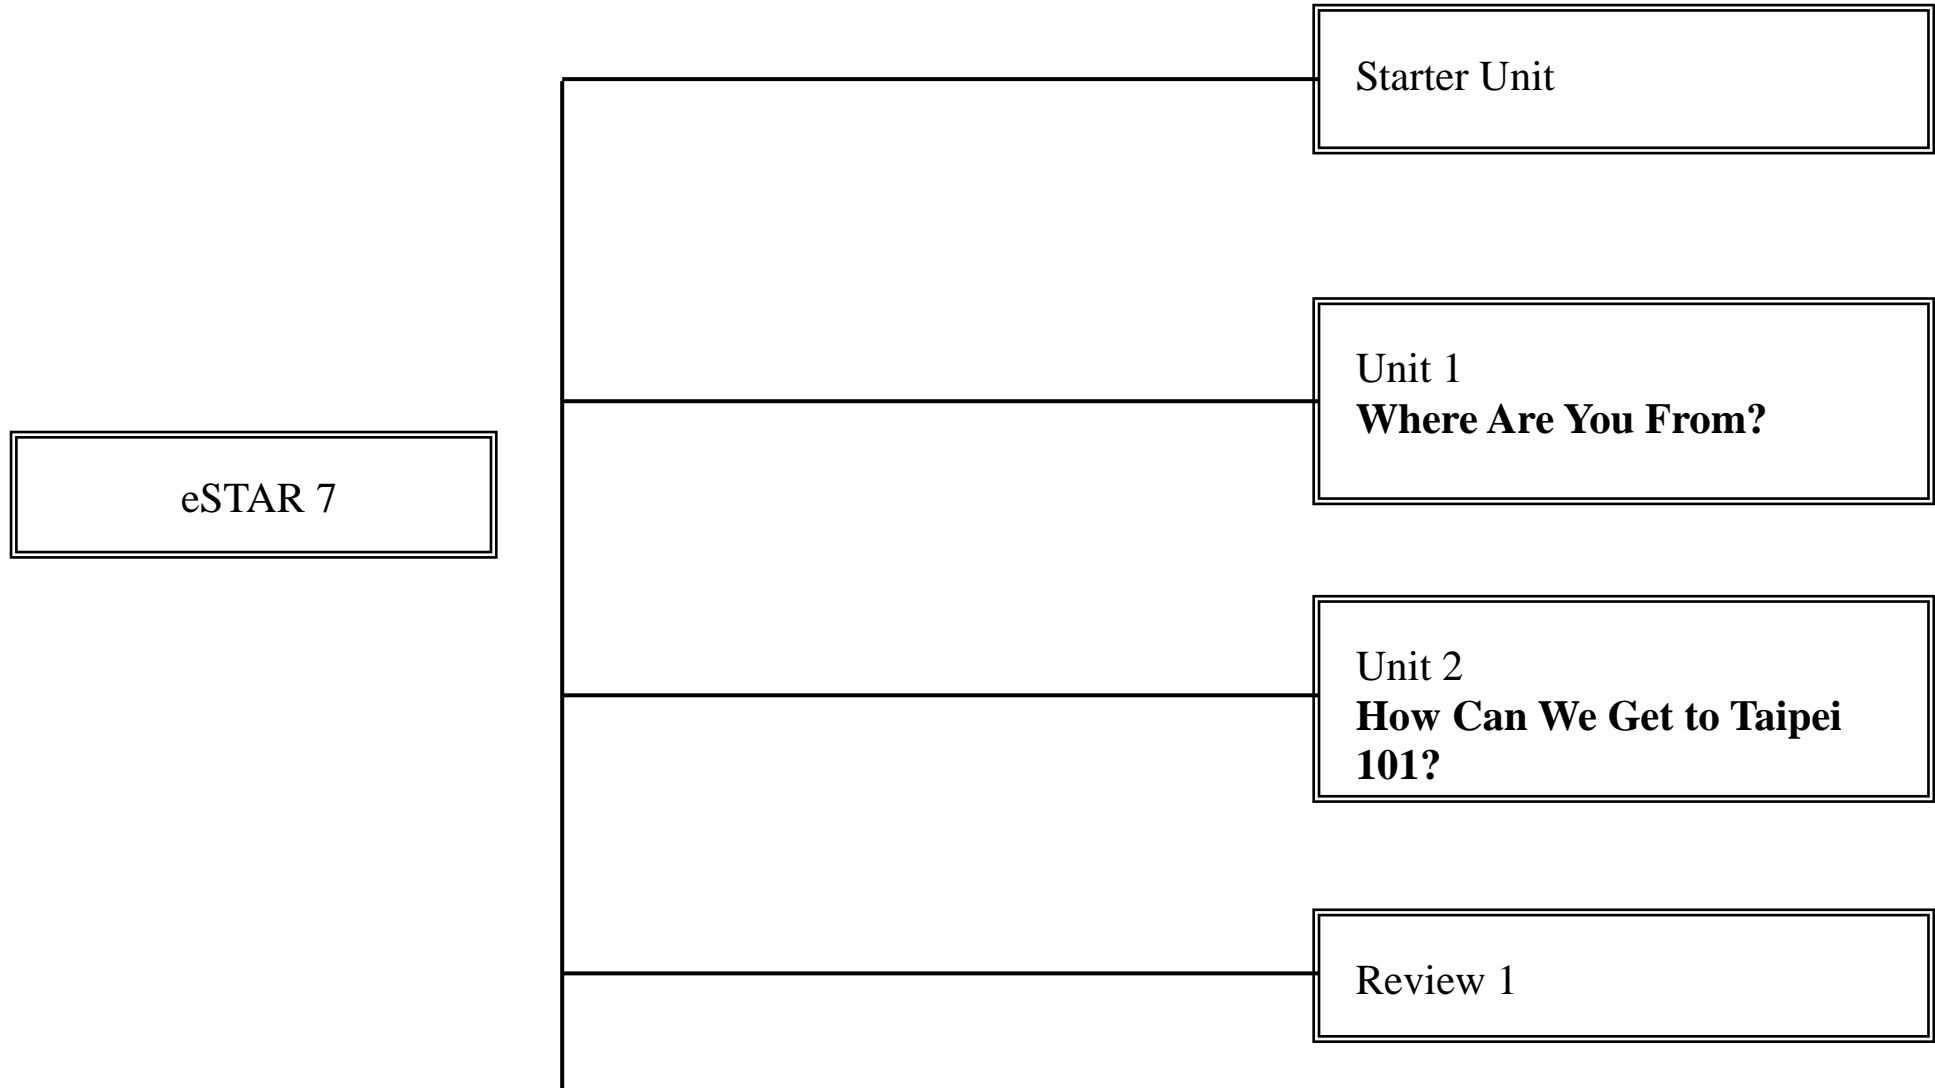 Starter Unit
Unit 1
Where Are You From?
eSTAR 7
Unit 2
How Can We Get to Taipei
101?
Review 1